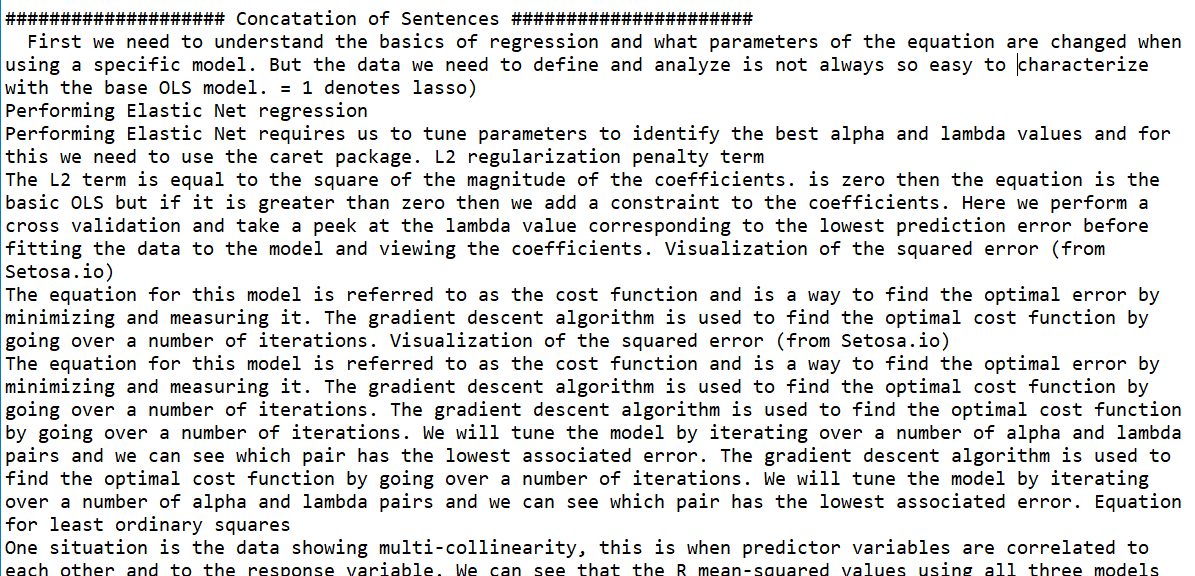 #################### Concatation of Sentences ######################
First we need to understand the basics of regression and what parameters of the equation are changed when
using a specific model. But the data we need to define and analyze is not always so easy to characterize
with the base OLS model. = 1 denotes lasso)
Performing Elastic Net regression
Performing Elastic Net requires us to tune parameters to identify the best alpha and lambda values and for
this we need to use the caret package. L2 regularization penalty term
The L2 term is equal to the square of the magnitude of the coefficients. is zero then the equation is the
basic OLS but if it is greater than zero then we add a constraint to the coefficients. Here we perform a
cross validation and take a peek at the lambda value corresponding to the lowest prediction error before
fitting the data to the model and viewing the coefficients. Visualization of the squared error (from
Setosa.io)
The equation for this model is referred to as the cost function and is a way to find the optimal error by
minimizing and measuring it. The gradient descent algorithm is used to find the optimal cost function by
going over a number of iterations. Visualization of the squared error (from Setosa.io)
The equation for this model is referred to as the cost function and is a way to find the optimal error by
minimizing and measuring it. The gradient descent algorithm is used to find the optimal cost function by
going over a number of iterations. The gradient descent algorithm is used to find the optimal cost function
by going over a number of iterations. We will tune the model by iterating over a number of alpha and lambda
pairs and we can see which pair has the lowest associated error. The gradient descent algorithm is used to
find the optimal cost function by going over a number of iterations. We will tune the model by iterating
over a number of alpha and lambda pairs and we can see which pair has the lowest associated error. Equation
for least ordinary squares
One situation is the data showing multi-collinearity, this is when predictor variables are correlated to
each other and to the response variable. We can see that the R mean-squared values using all three models